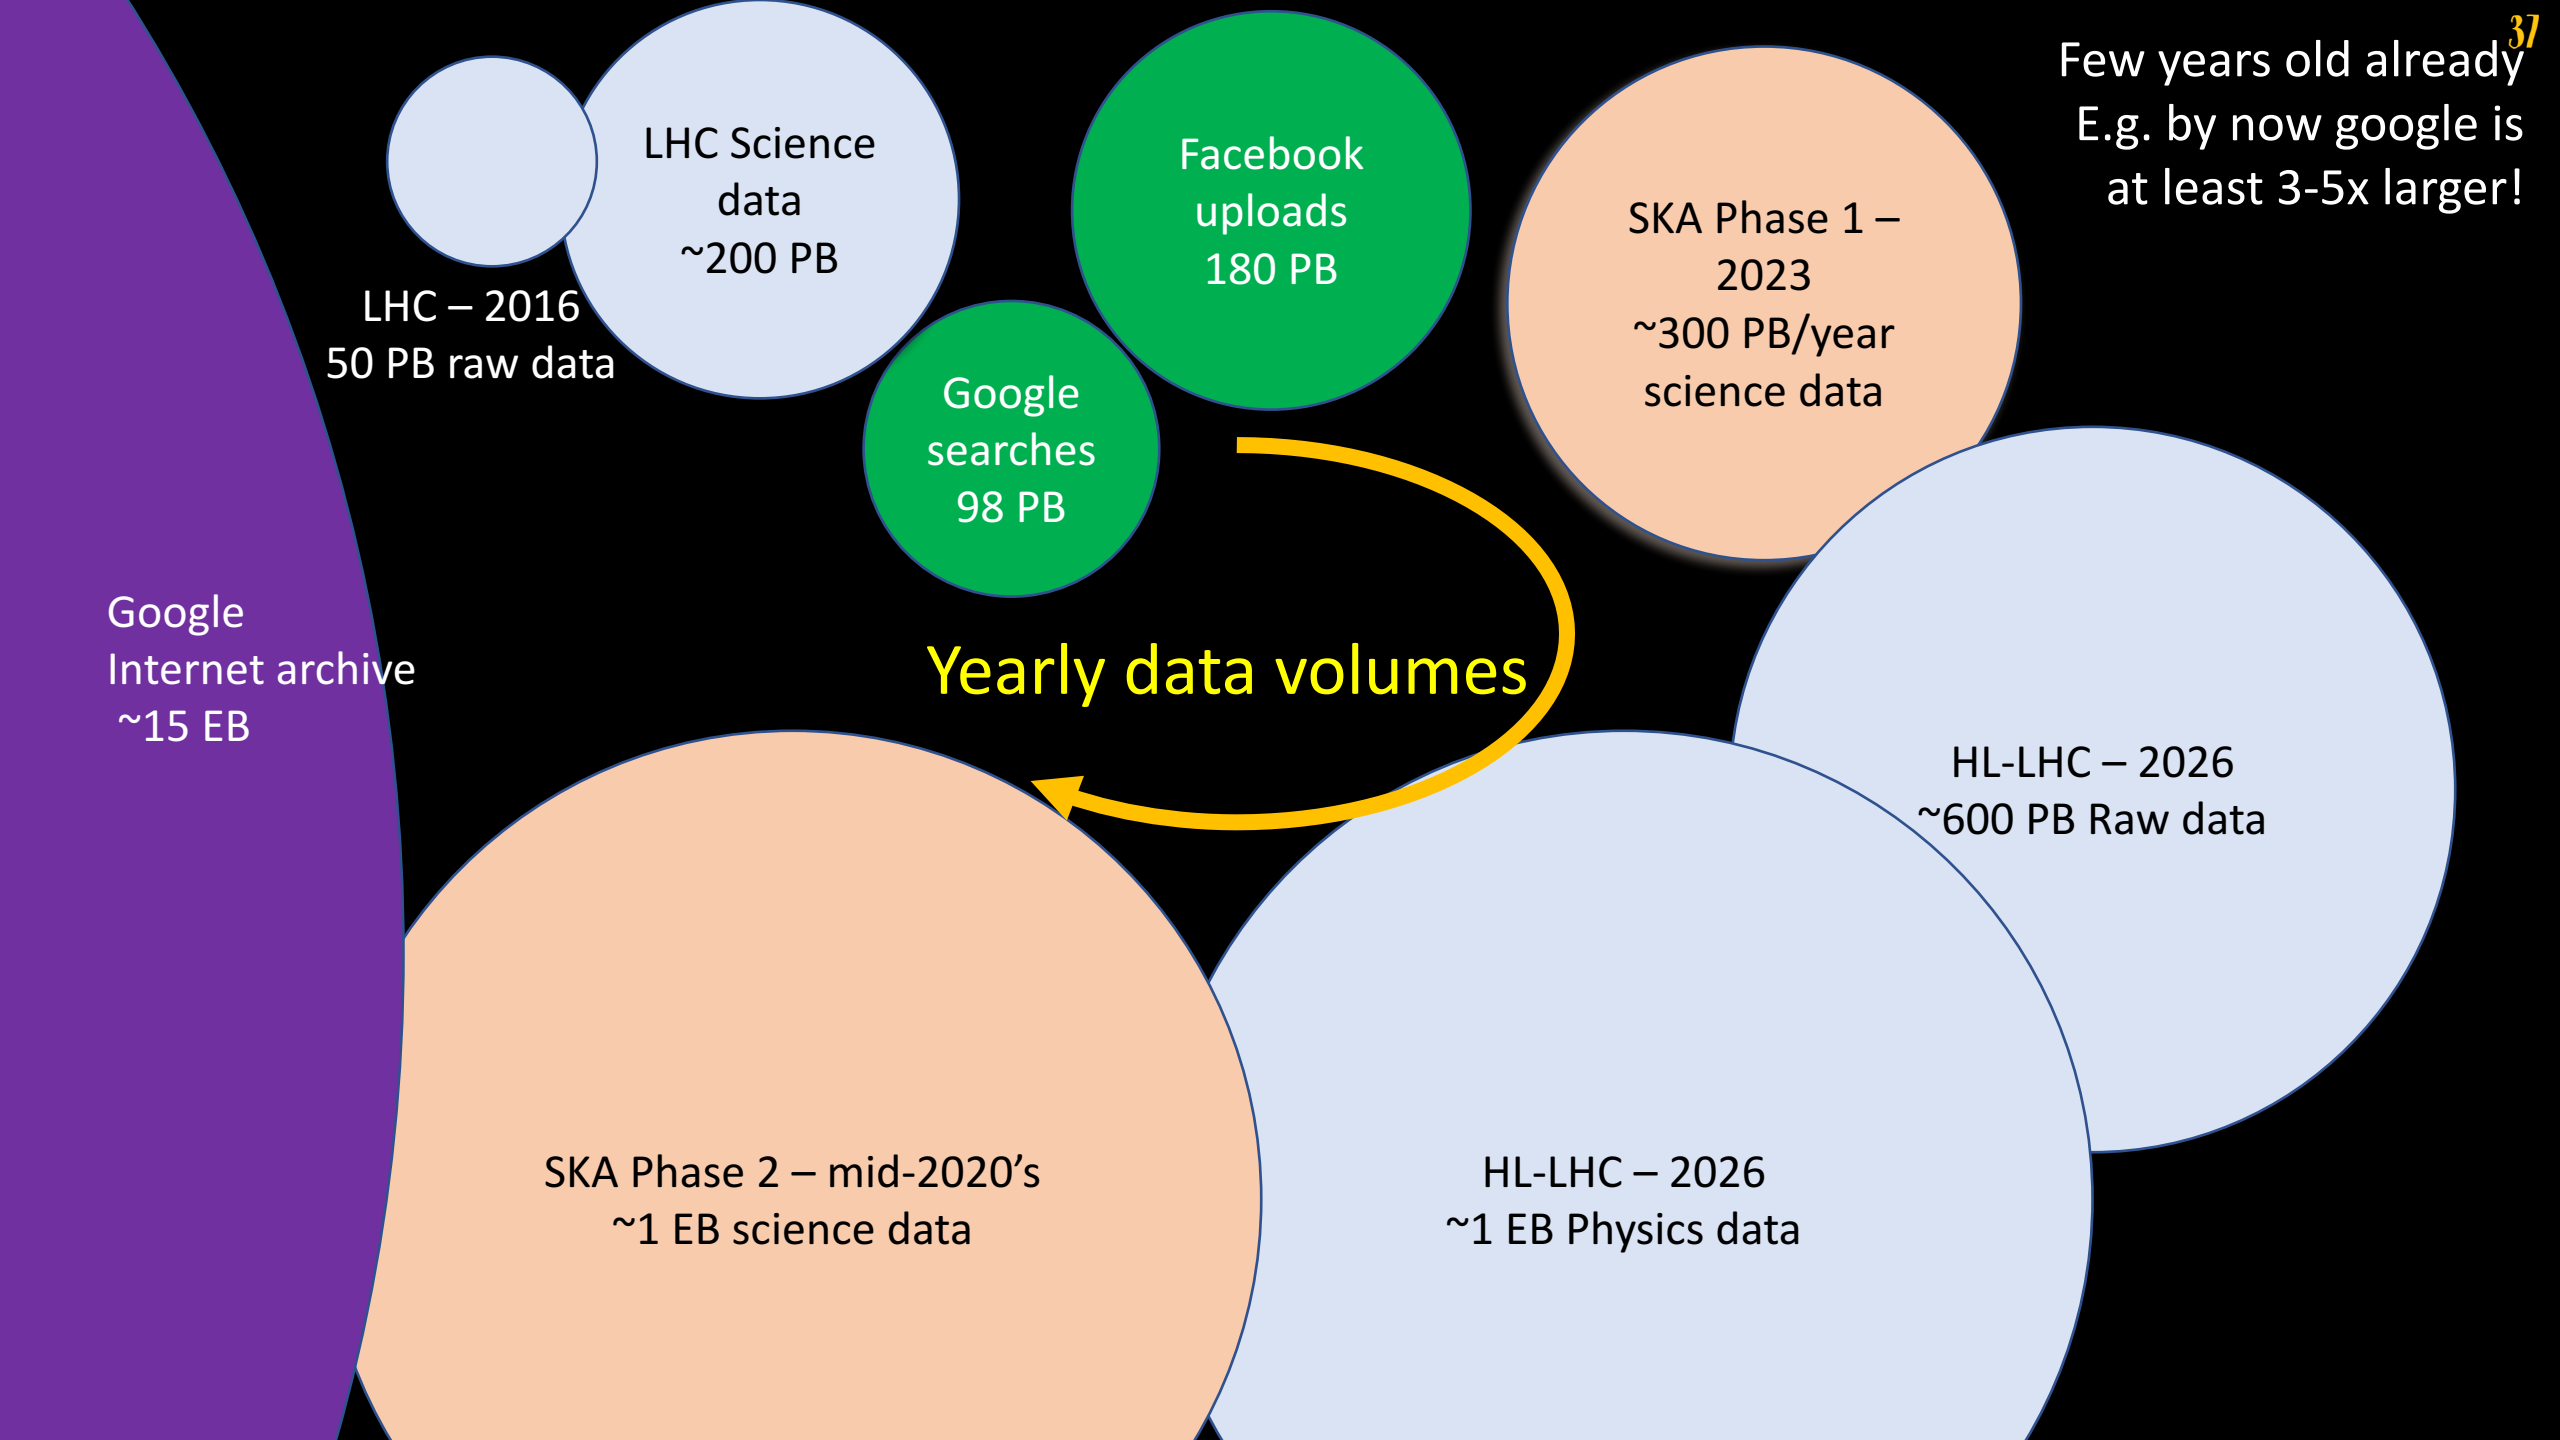 37
Few years old already
E.g. by now google is
at least 3-5x larger!
LHC Science
data
~200 PB
LHC – 2016
50 PB raw data
Facebook
uploads
180 PB
Google
searches
98 PB
SKA Phase 1 –
2023
~300 PB/year
science data
Google
Internet archive
~15 EB
Yearly data volumes
HL-LHC – 2026
~600 PB Raw data
SKA Phase 2 – mid-2020’s
~1 EB science data
HL-LHC – 2026
~1 EB Physics data